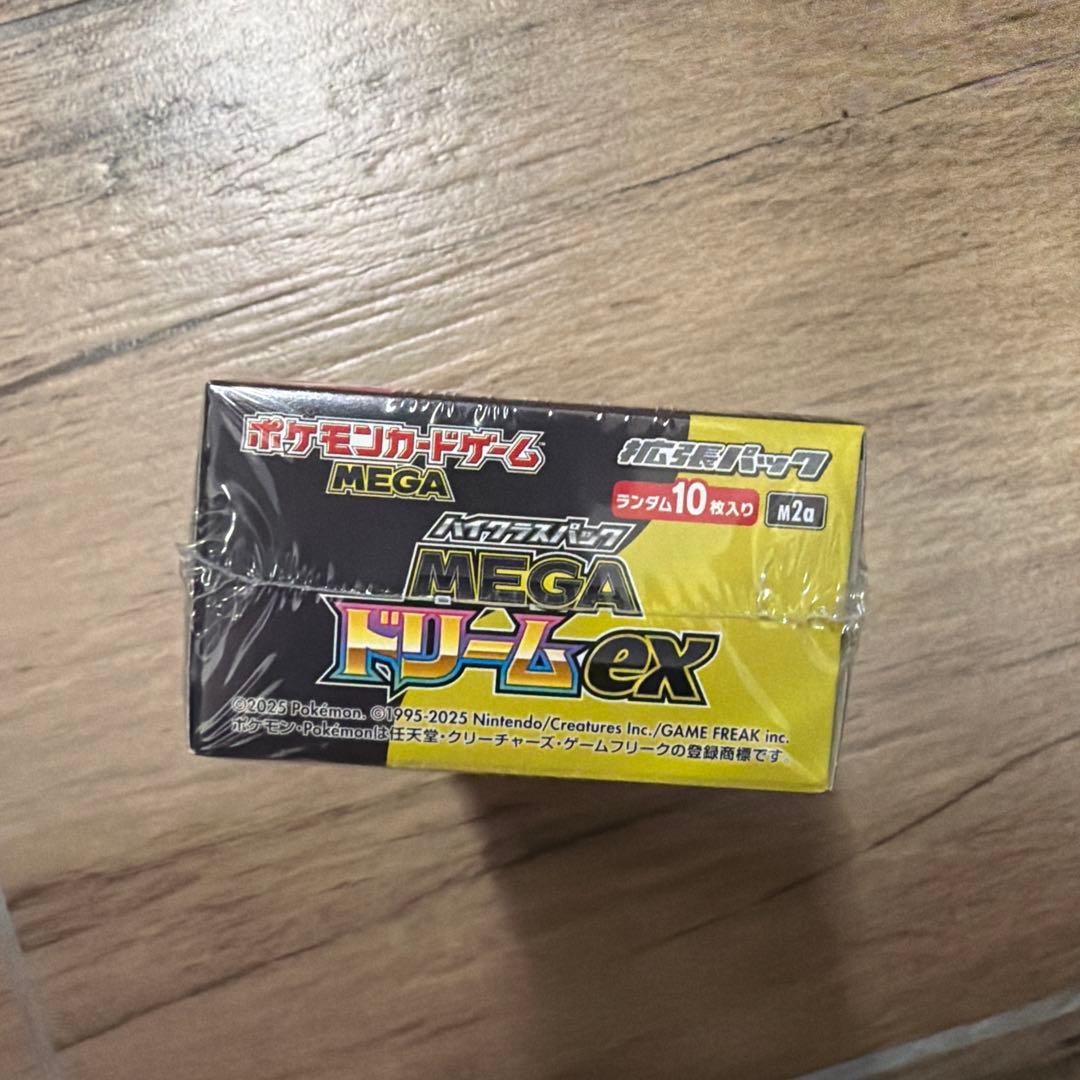 ポケモンカードゲーム™
MEGA
拡張パック
ランダム10枚入り
M2a
ハイクラスパック
MEGA
ドリームex
©2025 Pokémon. ©1995-2025 Nintendo/Creatures Inc./GAME FREAK inc.
ポケモン・Pokémonは任天堂・クリーチャーズ・ゲームフリークの登録商標です。